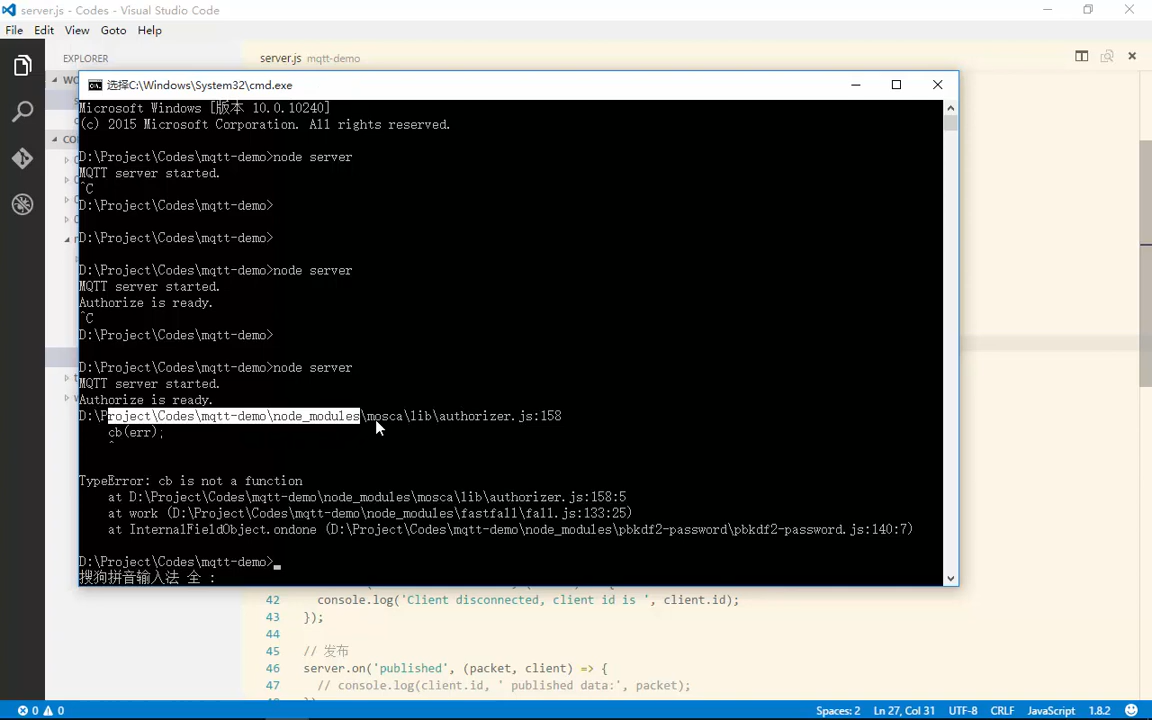 server.js - Codes - Visual Studio Code
File Edit View Goto Help
EXPLORER
server.js mqtt-demo
选择C:\Windows\System32\cmd.exe
Microsoft Windows [版本 10.0.10240]
(c) 2015 Microsoft Corporation. All rights reserved.
D:\Project\Codes\mqtt-demo>node server
MQTT server started.
^C
D:\Project\Codes\mqtt-demo>
D:\Project\Codes\mqtt-demo>
D:\Project\Codes\mqtt-demo>node server
MQTT server started.
Authorize is ready.
^C
D:\Project\Codes\mqtt-demo>
D:\Project\Codes\mqtt-demo>node server
MQTT server started.
Authorize is ready.
D:\Project\Codes\mqtt-demo\node_modules\mosca\lib\authorizer.js:158
cb(err);
^
TypeError: cb is not a function
at D:\Project\Codes\mqtt-demo\node_modules\mosca\lib\authorizer.js:158:5
at work (D:\Project\Codes\mqtt-demo\node_modules\fastfall\fall.js:133:25)
at InternalFieldObject.ondone (D:\Project\Codes\mqtt-demo\node_modules\pbkdf2-password\pbkdf2-password.js:140:7)
D:\Project\Codes\mqtt-demo>_
搜狗拼音输入法 全 :
42 console.log('Client disconnected, client id is ', client.id);
43 });
44
45 // 发布
46 server.on('published', (packet, client) => {
47 // console.log(client.id, ' published data:', packet);
0 0 Spaces: 2 Ln 27, Col 31 UTF-8 CRLF JavaScript 1.8.2